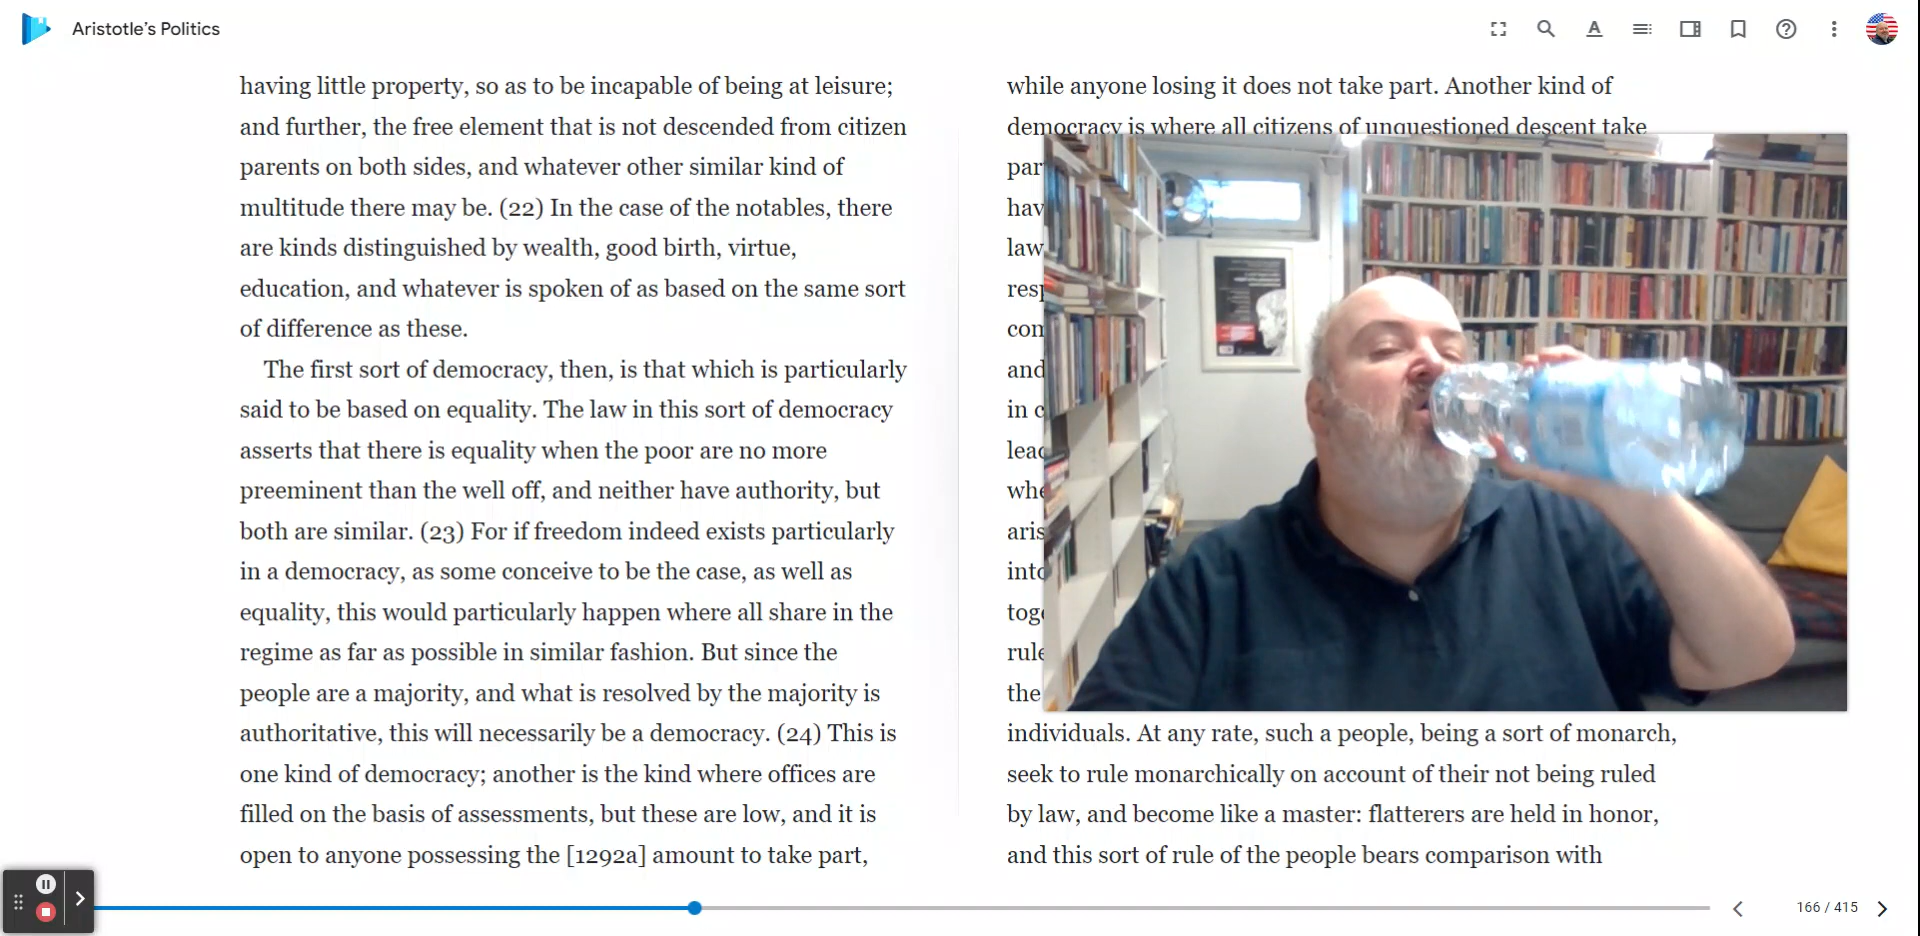 Aristotle's Politics
having little property, so as to be incapable of being at leisure;
and further, the free element that is not descended from citizen
parents on both sides, and whatever other similar kind of
multitude there may be. (22) In the case of the notables, there
are kinds distinguished by wealth, good birth, virtue,
education, and whatever is spoken of as based on the same sort
of difference as these.
The first sort of democracy, then, is that which is particularly
said to be based on equality. The law in this sort of democracy
asserts that there is equality when the poor are no more
preeminent than the well off, and neither have authority, but
both are similar. (23) For if freedom indeed exists particularly
in a democracy, as some conceive to be the case, as well as
equality, this would particularly happen where all share in the
regime as far as possible in similar fashion. But since the
people are a majority, and what is resolved by the majority is
authoritative, this will necessarily be a democracy. (24) This is
one kind of democracy; another is the kind where offices are
filled on the basis of assessments, but these are low, and it is
open to anyone possessing the [1292a] amount to take part,
while anyone losing it does not take part. Another kind of
democracy is where all citizens of unquestioned descent take
par
hav
law
resp
com
and
in c
lead
whe
aris
into
toge
rule
the
individuals. At any rate, such a people, being a sort of monarch,
seek to rule monarchically on account of their not being ruled
by law, and become like a master: flatterers are held in honor,
and this sort of rule of the people bears comparison with
166 / 415